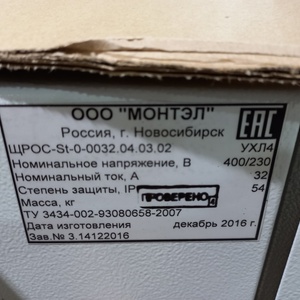 ООО "МОНТЭЛ"
Россия, г. Новосибирск
ЕАС
ЩРОС-St-0-0032.04.03.02 УХЛ4
Номинальное напряжение, В 400/230
Номинальный ток, А 32
Степень защиты, IP 54
ПРОВЕРЕНО 4
Масса, кг
ТУ 3434-002-93080658-2007
Дата изготовления декабрь 2016 г.
Зав.№ 3.14122016